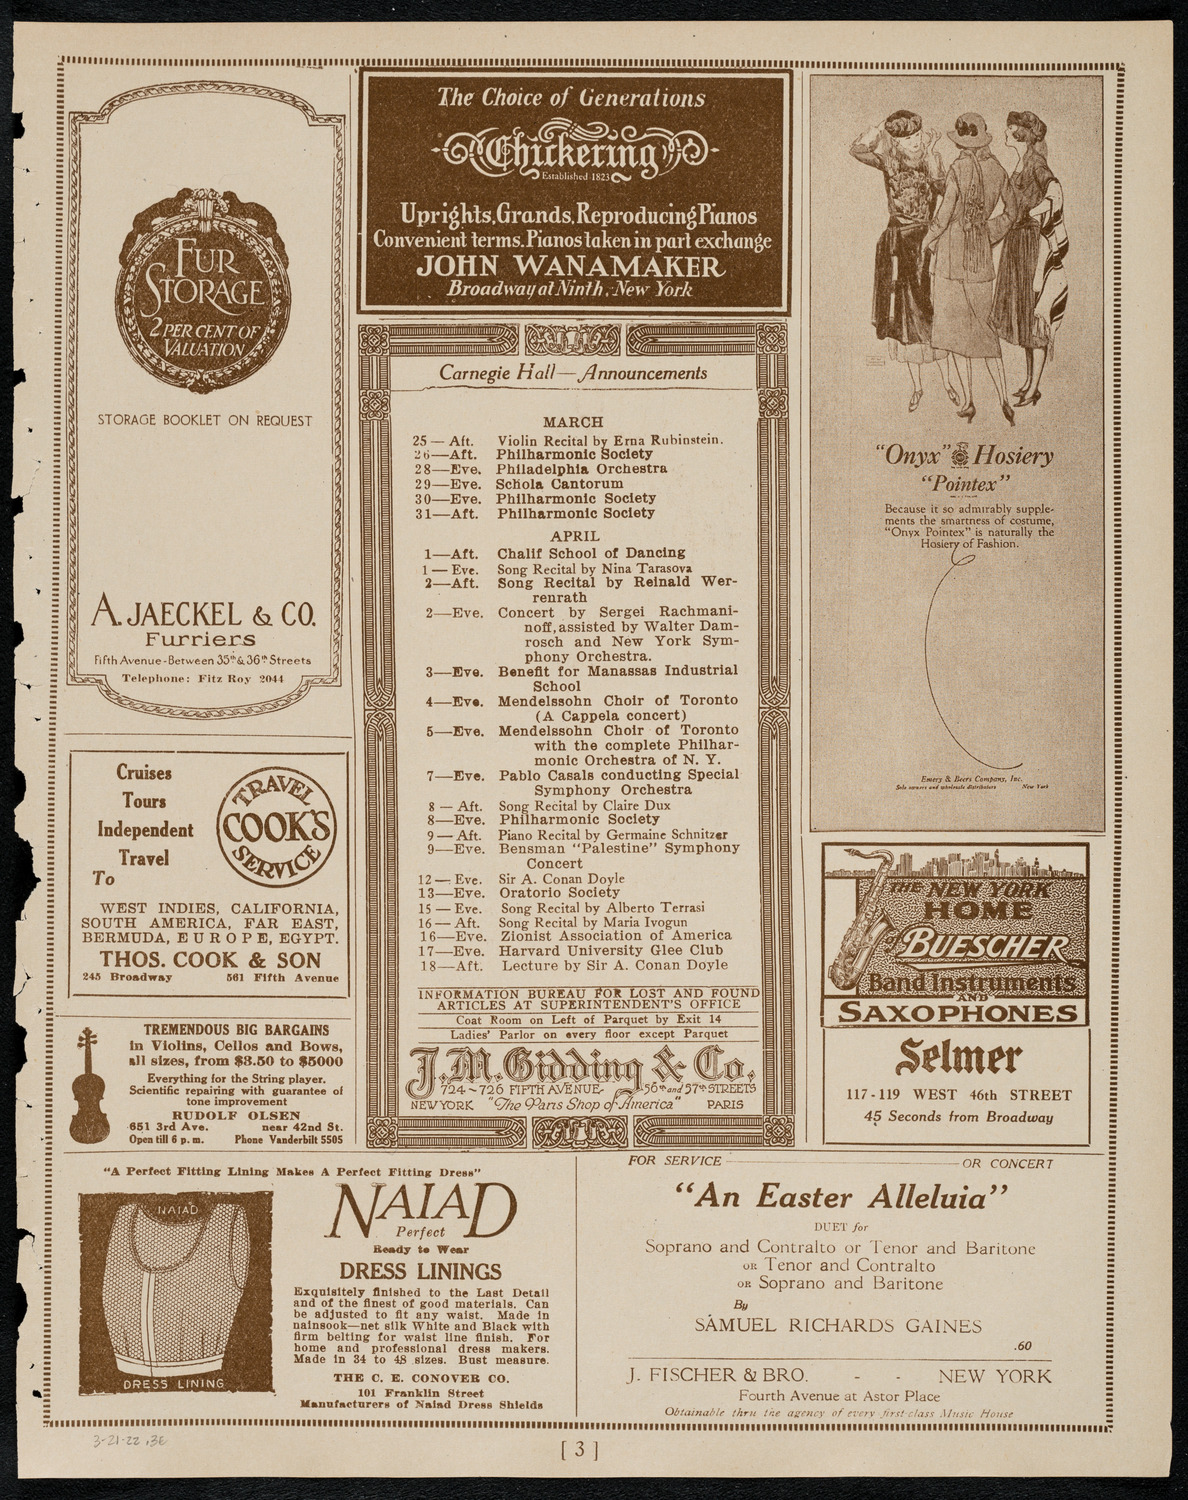 FUR
STORAGE
2 PER CENT OF
VALUATION
STORAGE BOOKLET ON REQUEST
A. JAECKEL & CO.
Furriers
Fifth Avenue-Between 35th & 36th Streets
Telephone: Fitz Roy 2044
Cruises
Tours
Independent
Travel
To
TRAVEL
COOK'S
SERVICE
WEST INDIES, CALIFORNIA,
SOUTH AMERICA, FAR EAST,
BERMUDA, EUROPE, EGYPT.
THOS. COOK & SON
245 Broadway 561 Fifth Avenue
TREMENDOUS BIG BARGAINS
in Violins, Cellos and Bows,
all sizes, from $3.50 to $5000
Everything for the String player.
Scientific repairing with guarantee of
tone improvement
RUDOLF OLSEN
651 3rd Ave. near 42nd St.
Open till 6 p. m. Phone Vanderbilt 5505
The Choice of Generations
Chickering
Established 1823
Uprights, Grands, Reproducing Pianos
Convenient terms. Pianos taken in part exchange
JOHN WANAMAKER
Broadway at Ninth, New York
Carnegie Hall—Announcements
MARCH
25 — Aft. Violin Recital by Erna Rubinstein.
26—Aft. Philharmonic Society
28—Eve. Philadelphia Orchestra
29—Eve. Schola Cantorum
30—Eve. Philharmonic Society
31—Aft. Philharmonic Society
APRIL
1—Aft. Chalif School of Dancing
1 — Eve. Song Recital by Nina Tarasova
2—Aft. Song Recital by Reinald Wer-
renrath
2—Eve. Concert by Sergei Rachmani-
noff, assisted by Walter Dam-
rosch and New York Sym-
phony Orchestra.
3—Eve. Benefit for Manassas Industrial
School
4—Eve. Mendelssohn Choir of Toronto
(A Cappela concert)
5—Eve. Mendelssohn Choir of Toronto
with the complete Philhar-
monic Orchestra of N. Y.
7—Eve. Pablo Casals conducting Special
Symphony Orchestra
8 — Aft. Song Recital by Claire Dux
8—Eve. Philharmonic Society
9 — Aft. Piano Recital by Germaine Schnitzer
9—Eve. Bensman "Palestine" Symphony
Concert
12 — Eve. Sir A. Conan Doyle
13—Eve. Oratorio Society
15 — Eve. Song Recital by Alberto Terrasi
16 — Aft. Song Recital by Maria Ivogun
16—Eve. Zionist Association of America
17—Eve. Harvard University Glee Club
18—Aft. Lecture by Sir A. Conan Doyle
INFORMATION BUREAU FOR LOST AND FOUND
ARTICLES AT SUPERINTENDENT'S OFFICE
Coat Room on Left of Parquet by Exit 14
Ladies' Parlor on every floor except Parquet
J. M. Gidding & Co.
724 ~ 726 FIFTH AVENUE - 56th and 57th STREETS
NEW YORK "The Paris Shop of America" PARIS
"Onyx" Hosiery
"Pointex"
Because it so admirably supple-
ments the smartness of costume,
"Onyx Pointex" is naturally the
Hosiery of Fashion.
Emery & Beers Company, Inc.
Sole owners and wholesale distributors New York
THE NEW YORK
HOME
BUESCHER
Band Instruments
AND
SAXOPHONES
Selmer
117-119 WEST 46th STREET
45 Seconds from Broadway
"A Perfect Fitting Lining Makes A Perfect Fitting Dress"
NAIAD
DRESS LINING
NAIAD
Perfect
Ready to Wear
DRESS LININGS
Exquisitely finished to the Last Detail
and of the finest of good materials. Can
be adjusted to fit any waist. Made in
nainsook—net silk White and Black with
firm belting for waist line finish. For
home and professional dress makers.
Made in 34 to 48 sizes. Bust measure.
THE C. E. CONOVER CO.
101 Franklin Street
Manufacturers of Naiad Dress Shields
FOR SERVICE OR CONCERT
"An Easter Alleluia"
DUET for
Soprano and Contralto or Tenor and Baritone
OR Tenor and Contralto
OR Soprano and Baritone
By
SAMUEL RICHARDS GAINES
.60
J. FISCHER & BRO. - - NEW YORK
Fourth Avenue at Astor Place
Obtainable thru the agency of every first-class Music House
3-21-22 .3E
[ 3 ]